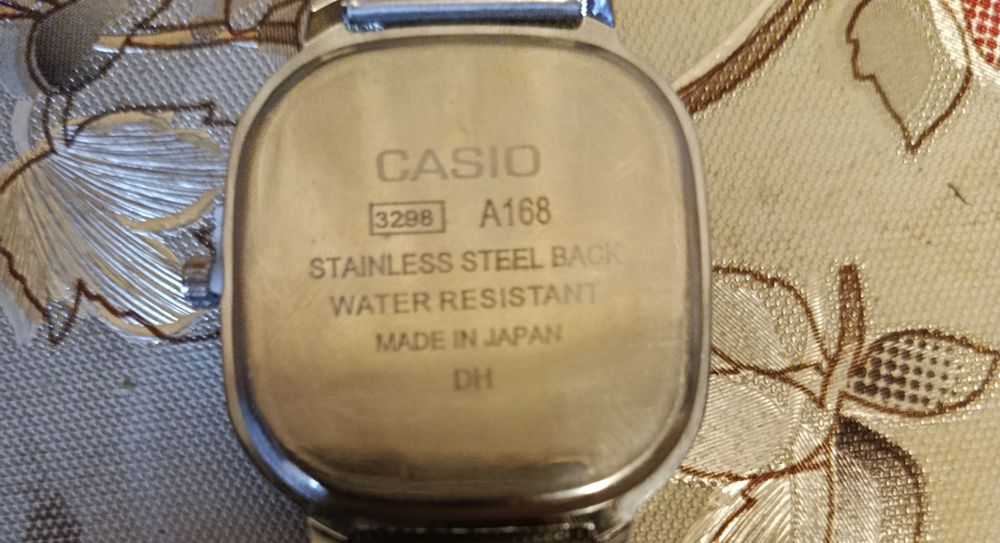 CASIO
3298 A168
STAINLESS STEEL BACK
WATER RESISTANT
MADE IN JAPAN
DH